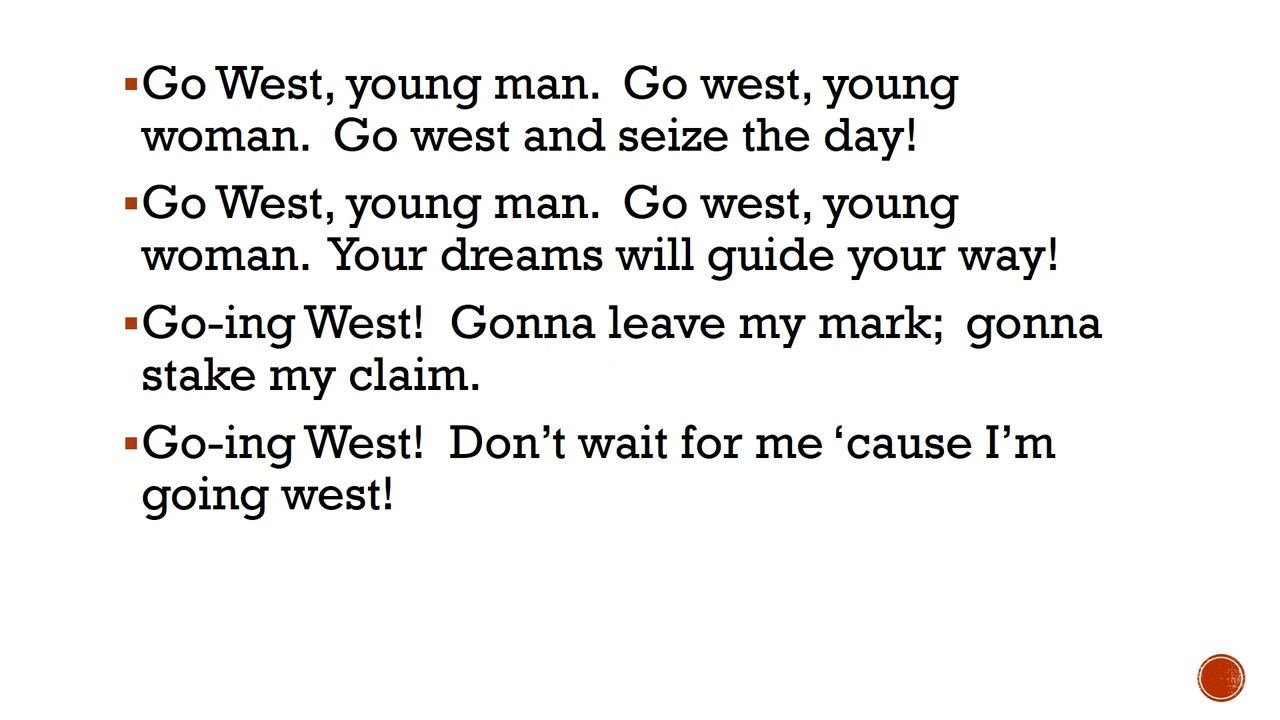 ▪Go West, young man.  Go west, young
woman.  Go west and seize the day!
▪Go West, young man.  Go west, young
woman.  Your dreams will guide your way!
▪Go-ing West!  Gonna leave my mark;  gonna
stake my claim.
▪Go-ing West!  Don’t wait for me ‘cause I’m
going west!